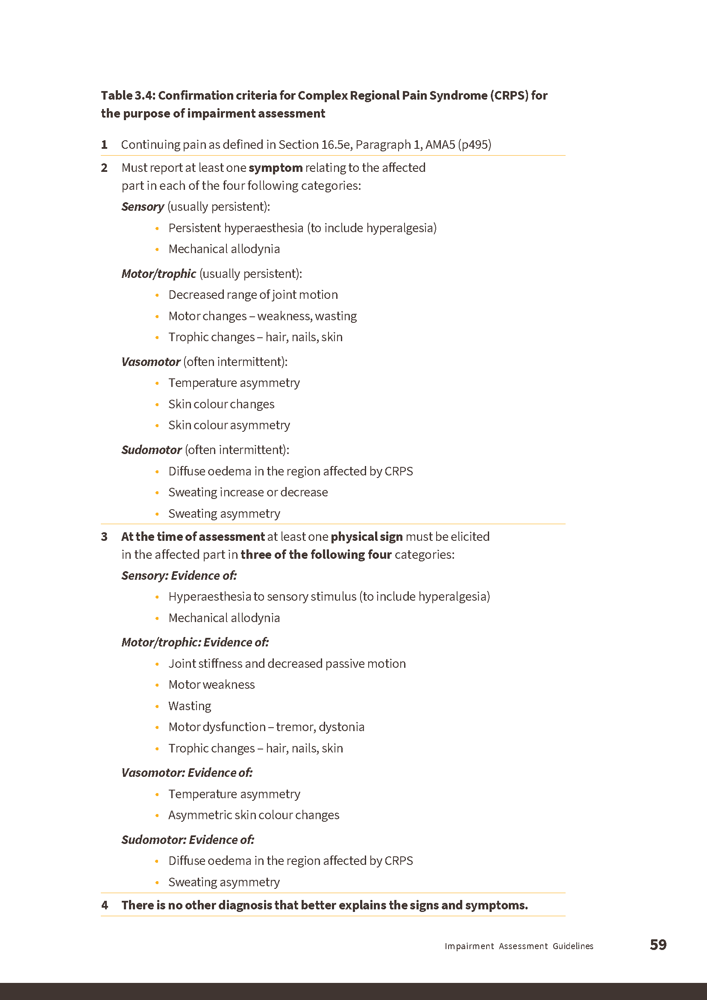 Table 3.4: Confirmation criteria for Complex Regional Pain Syndrome (CRPS) for
the purpose of impairment assessment
1 Continuing pain as defined in Section 16.5e, Paragraph 1, AMA5 (p495)
2 Must report at least one symptom relating to the affected
part in each of the four following categories:
Sensory (usually persistent):
• Persistent hyperaesthesia (to include hyperalgesia)
• Mechanical allodynia
Motor/trophic (usually persistent):
• Decreased range of joint motion
• Motor changes – weakness, wasting
• Trophic changes – hair, nails, skin
Vasomotor (often intermittent):
• Temperature asymmetry
• Skin colour changes
• Skin colour asymmetry
Sudomotor (often intermittent):
• Diffuse oedema in the region affected by CRPS
• Sweating increase or decrease
• Sweating asymmetry
3 At the time of assessment at least one physical sign must be elicited
in the affected part in three of the following four categories:
Sensory: Evidence of:
• Hyperaesthesia to sensory stimulus (to include hyperalgesia)
• Mechanical allodynia
Motor/trophic: Evidence of:
• Joint stiffness and decreased passive motion
• Motor weakness
• Wasting
• Motor dysfunction – tremor, dystonia
• Trophic changes – hair, nails, skin
Vasomotor: Evidence of:
• Temperature asymmetry
• Asymmetric skin colour changes
Sudomotor: Evidence of:
• Diffuse oedema in the region affected by CRPS
• Sweating asymmetry
4 There is no other diagnosis that better explains the signs and symptoms.
Impairment Assessment Guidelines 59